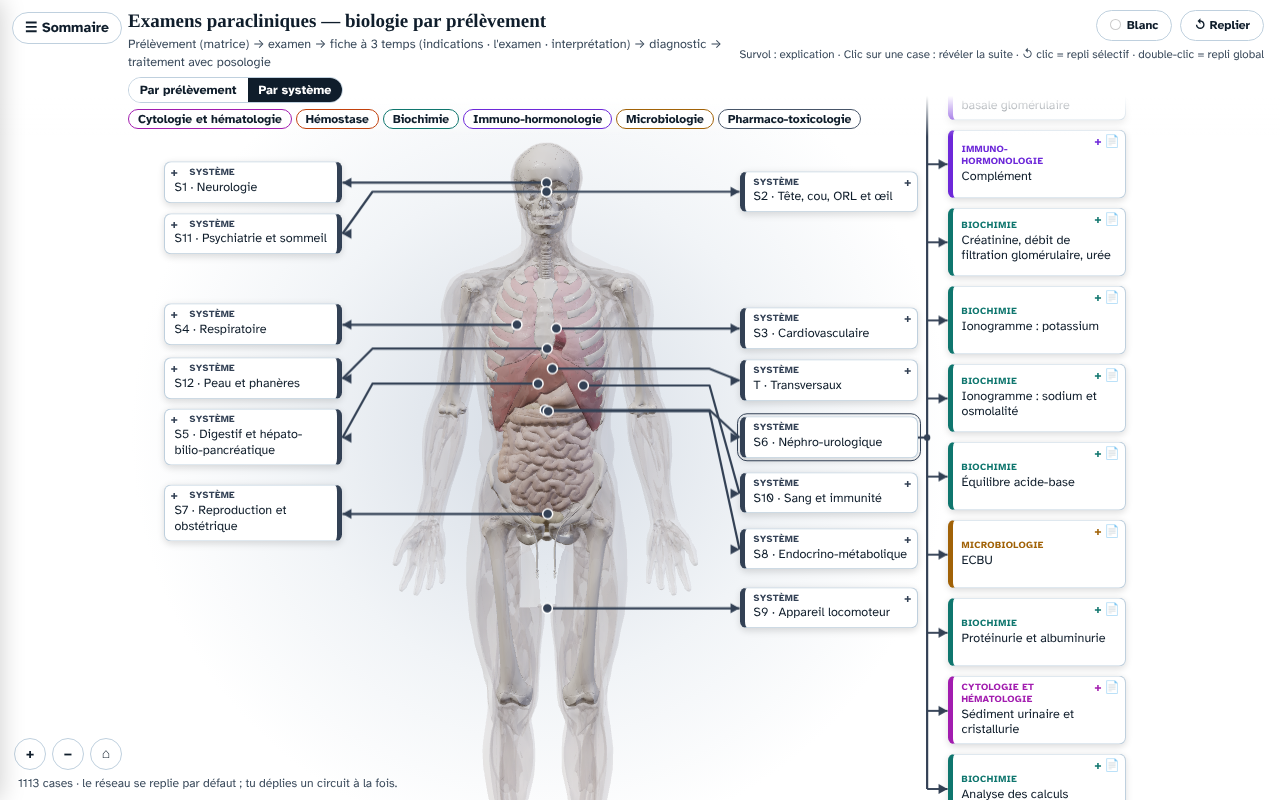 ☰ Sommaire
Examens paracliniques — biologie par prélèvement
Prélèvement (matrice) → examen → fiche à 3 temps (indications · l'examen · interprétation) → diagnostic →
traitement avec posologie
Blanc
↺ Replier
Survol : explication · Clic sur une case : révéler la suite · ↺ clic = repli sélectif · double-clic = repli global
Par prélèvement
Par système
Cytologie et hématologie
Hémostase
Biochimie
Immuno-hormonologie
Microbiologie
Pharmaco-toxicologie
+ SYSTÈME
S1 · Neurologie
+ SYSTÈME
S11 · Psychiatrie et sommeil
+ SYSTÈME
S4 · Respiratoire
+ SYSTÈME
S12 · Peau et phanères
+ SYSTÈME
S5 · Digestif et hépato-
bilio-pancréatique
+ SYSTÈME
S7 · Reproduction et
obstétrique
SYSTÈME +
S2 · Tête, cou, ORL et œil
SYSTÈME +
S3 · Cardiovasculaire
SYSTÈME +
T · Transversaux
SYSTÈME
S6 · Néphro-urologique
SYSTÈME +
S10 · Sang et immunité
SYSTÈME +
S8 · Endocrino-métabolique
SYSTÈME +
S9 · Appareil locomoteur
basale glomérulaire
IMMUNO- +
HORMONOLOGIE
Complément
BIOCHIMIE +
Créatinine, débit de
filtration glomérulaire, urée
BIOCHIMIE +
Ionogramme : potassium
BIOCHIMIE +
Ionogramme : sodium et
osmolalité
BIOCHIMIE +
Équilibre acide-base
MICROBIOLOGIE +
ECBU
BIOCHIMIE +
Protéinurie et albuminurie
CYTOLOGIE ET +
HÉMATOLOGIE
Sédiment urinaire et
cristallurie
BIOCHIMIE +
Analyse des calculs
+ − ⌂
1113 cases · le réseau se replie par défaut ; tu déplies un circuit à la fois.